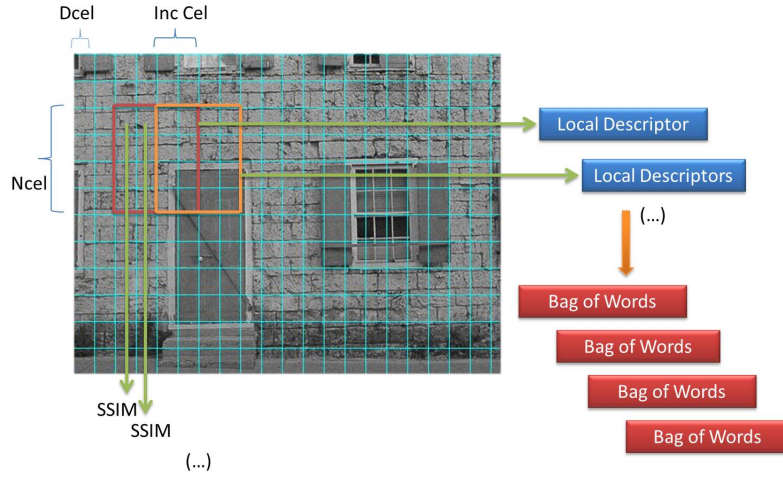 Dcel
Inc Cel
Ncel
Local Descriptor
Local Descriptors
(...)
Bag of Words
Bag of Words
Bag of Words
Bag of Words
SSIM
SSIM
(...)